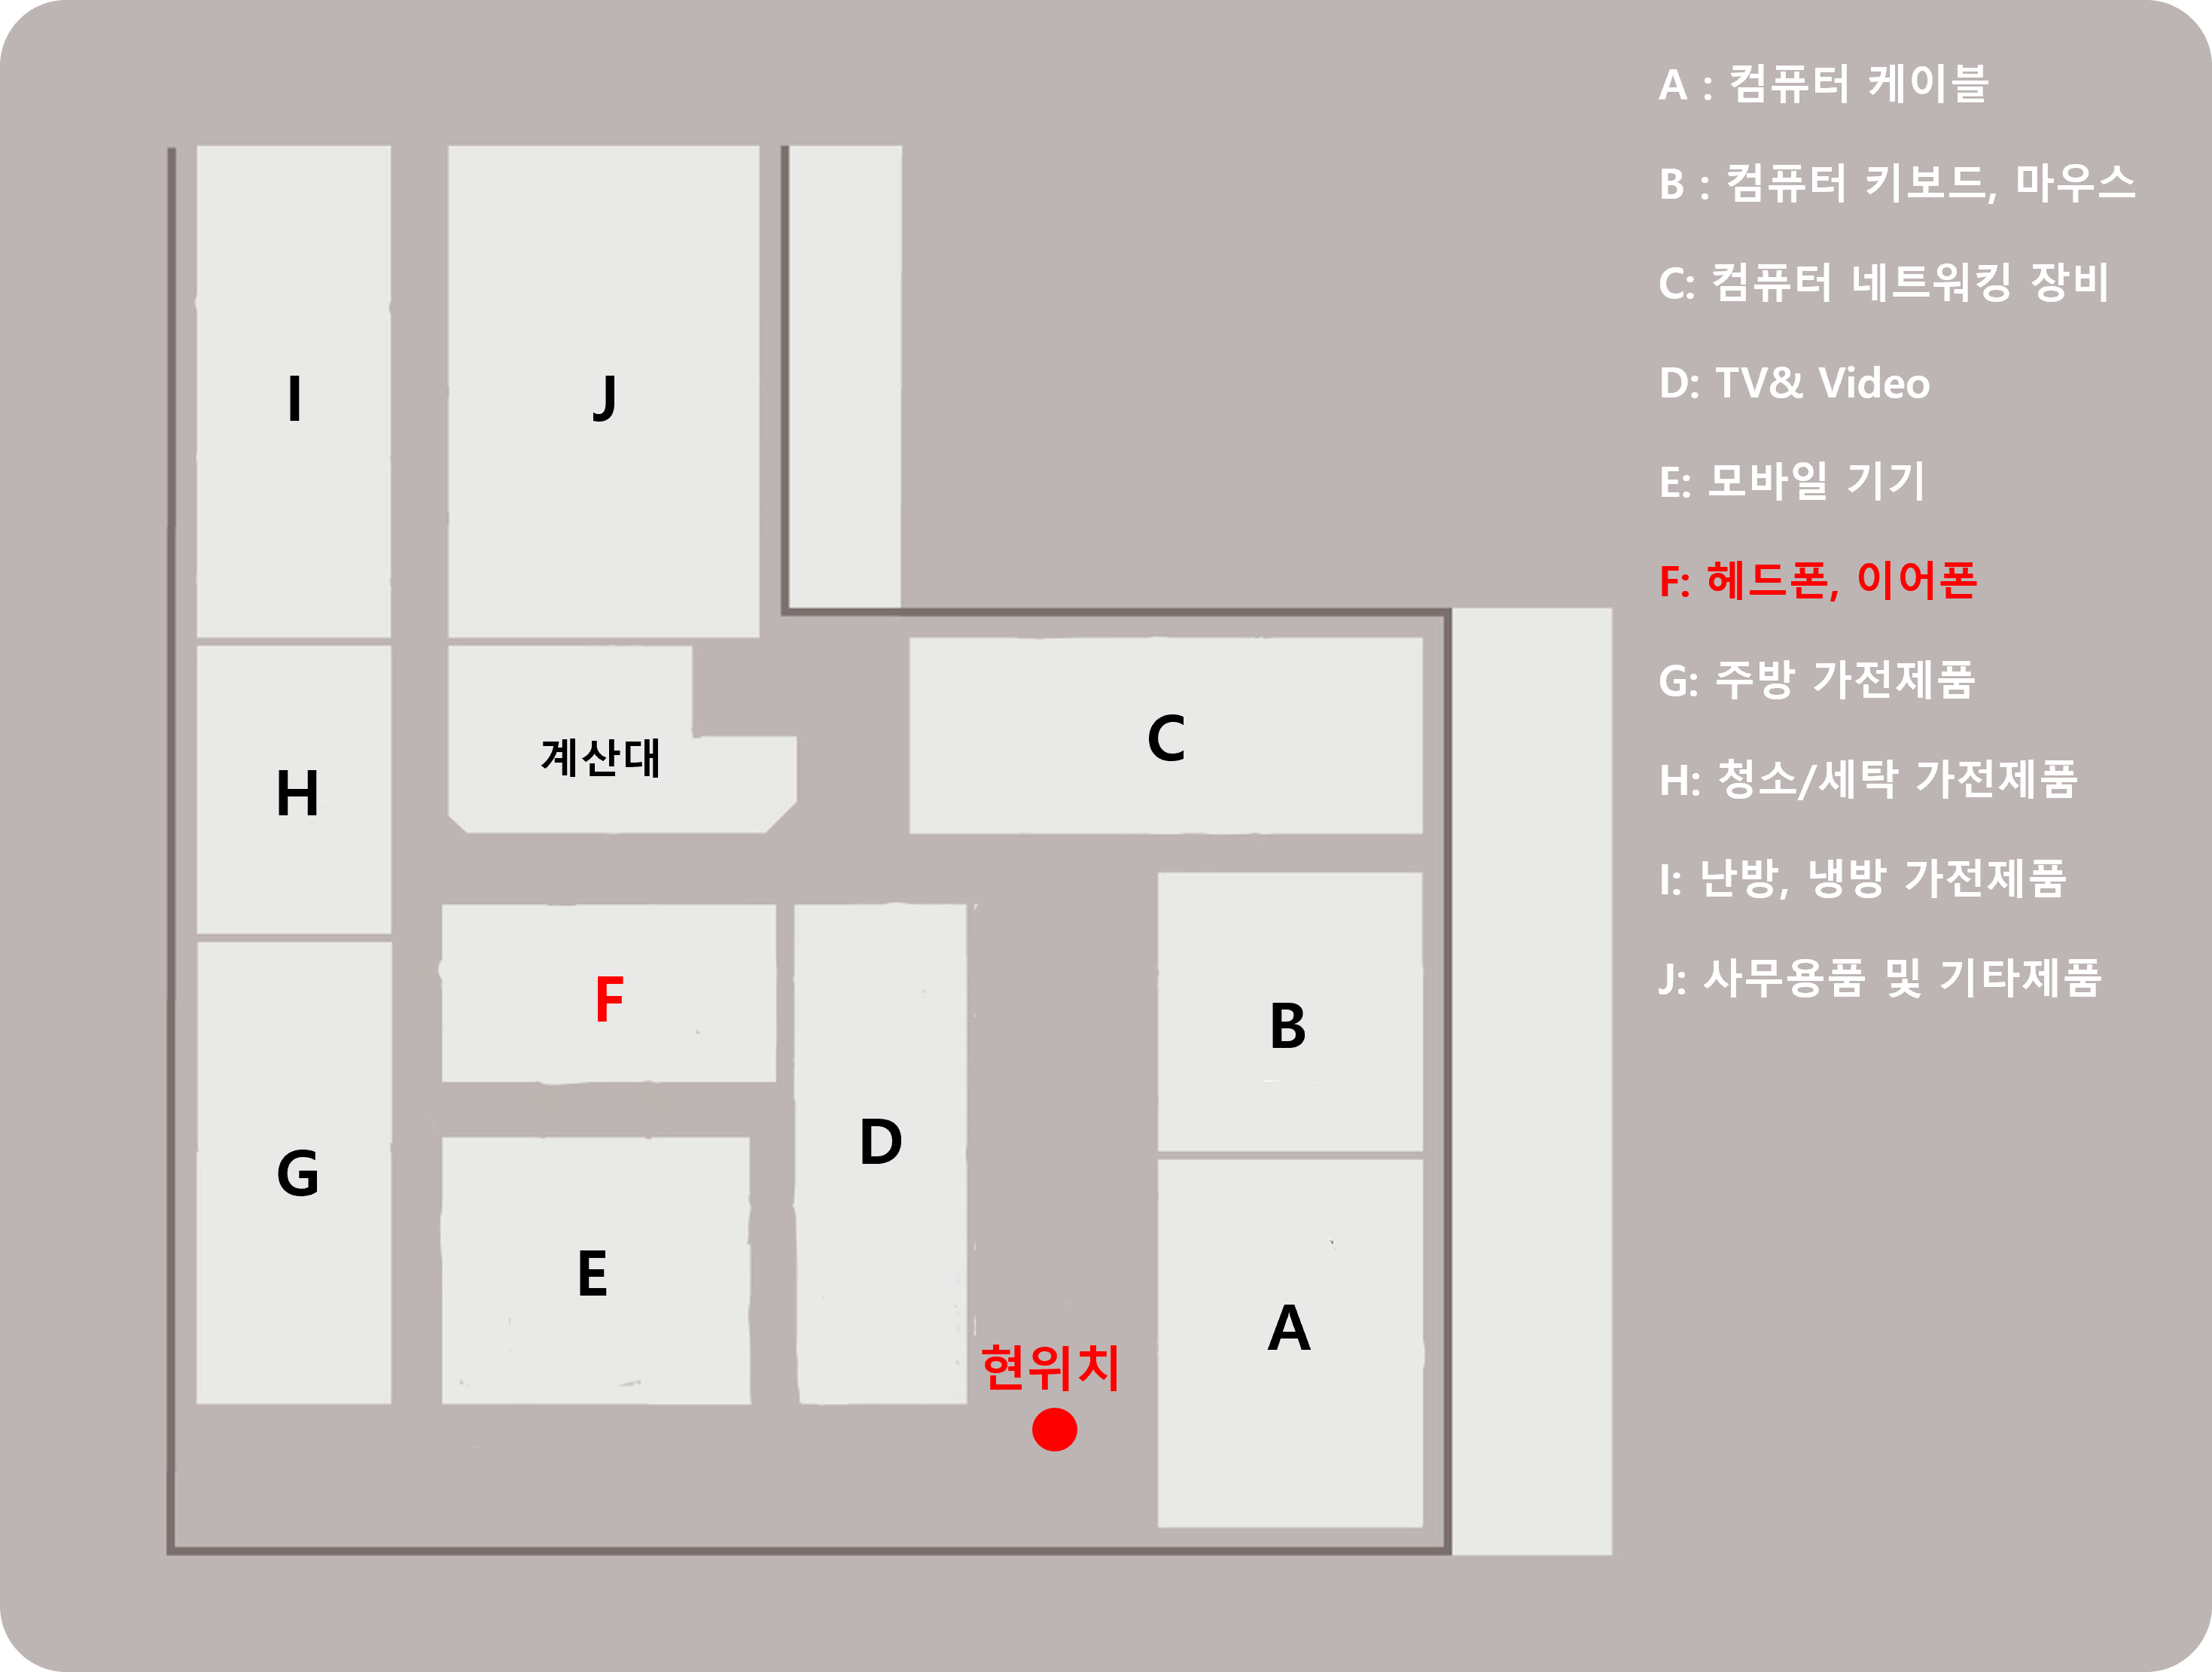 A : 컴퓨터 케이블
B : 컴퓨터 키보드, 마우스
C: 컴퓨터 네트워킹 장비
D: TV& Video
E: 모바일 기기
F: 헤드폰, 이어폰
G: 주방 가전제품
H: 청소/세탁 가전제품
I: 난방, 냉방 가전제품
J: 사무용품 및 기타제품
I
J
C
계산대
H
F
B
D
G
E
A
현위치